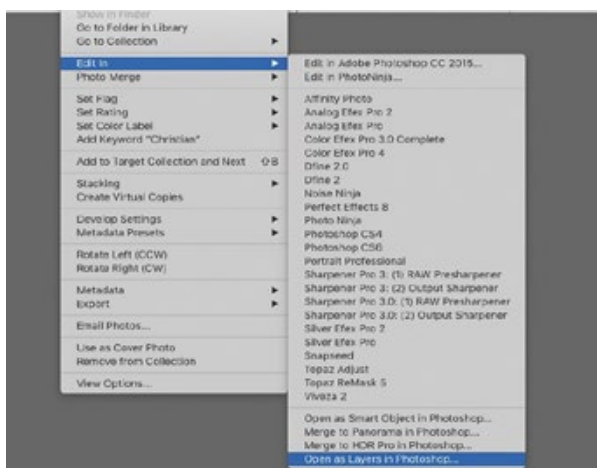 Show in Finder
Go to Folder in Library
Go to Collection
Edit In
Photo Merge
Set Flag
Set Rating
Set Color Label
Add Keyword "Christian"
Add to Target Collection and Next ⇧B
Stacking
Create Virtual Copies
Develop Settings
Metadata Presets
Rotate Left (CCW)
Rotate Right (CW)
Metadata
Export
Email Photos...
Use as Cover Photo
Remove from Collection
View Options...
Edit in Adobe Photoshop CC 2015...
Edit in PhotoNinja...
Affinity Photo
Analog Efex Pro 2
Analog Efex Pro
Color Efex Pro 3.0 Complete
Color Efex Pro 4
Dfine 2.0
Dfine 2
Noise Ninja
Perfect Effects 8
Photo Ninja
Photoshop CS4
Photoshop CS6
Portrait Professional
Sharpener Pro 3: (1) RAW Presharpener
Sharpener Pro 3: (2) Output Sharpener
Sharpener Pro 3.0: (1) RAW Presharpener
Sharpener Pro 3.0: (2) Output Sharpener
Silver Efex Pro 2
Silver Efex Pro
Snapseed
Topaz Adjust
Topaz ReMask 5
Viveza 2
Open as Smart Object in Photoshop...
Merge to Panorama in Photoshop...
Merge to HDR Pro in Photoshop...
Open as Layers in Photoshop...